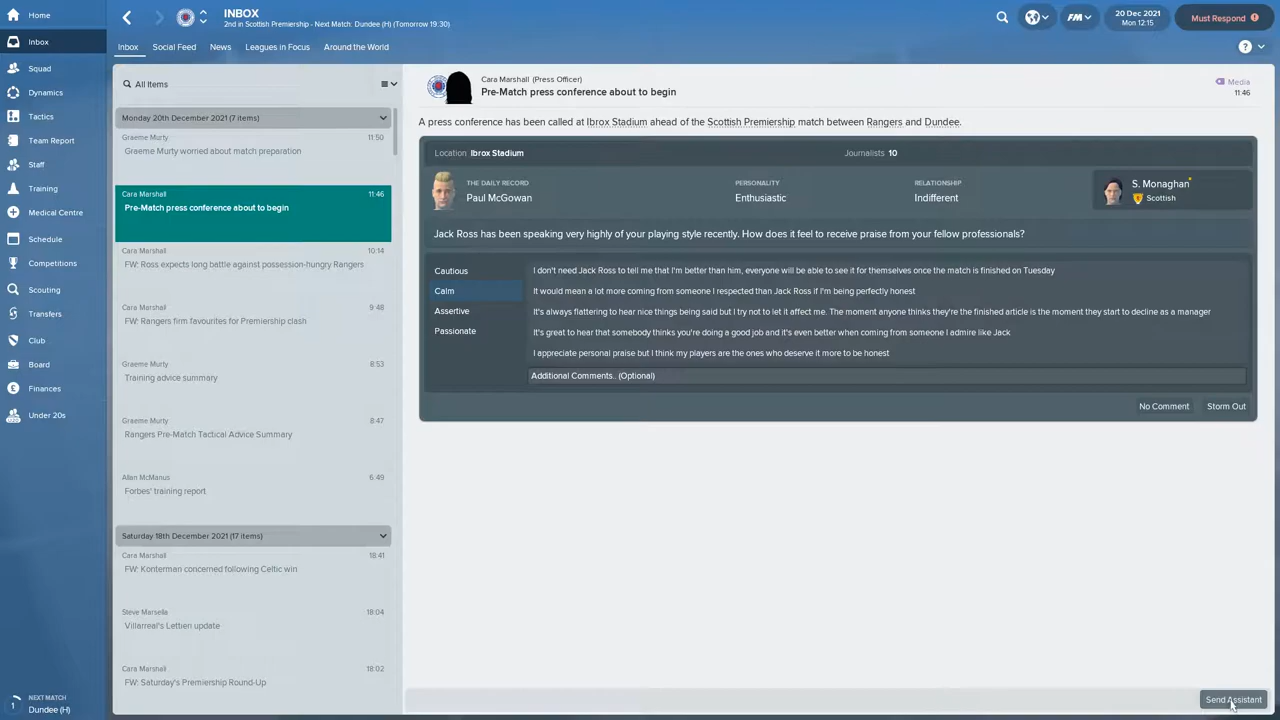 Home
Inbox
Squad
Dynamics
Tactics
Team Report
Staff
Training
Medical Centre
Schedule
Competitions
Scouting
Transfers
Club
Board
Finances
Under 20s
NEXT MATCH
1 Dundee (H)
INBOX
2nd in Scottish Premiership - Next Match: Dundee (H) (Tomorrow 19:30)
FM
20 Dec 2021
Mon 12:15
Must Respond
Inbox Social Feed News Leagues in Focus Around the World
?
All Items
Monday 20th December 2021 (7 items)
Graeme Murty 11:50
Graeme Murty worried about match preparation
Cara Marshall 11:46
Pre-Match press conference about to begin
Cara Marshall 10:14
FW: Ross expects long battle against possession-hungry Rangers
Cara Marshall 9:48
FW: Rangers firm favourites for Premiership clash
Graeme Murty 8:53
Training advice summary
Graeme Murty 8:47
Rangers Pre-Match Tactical Advice Summary
Allan McManus 6:49
Forbes' training report
Saturday 18th December 2021 (17 items)
Cara Marshall 18:41
FW: Konterman concerned following Celtic win
Steve Marsella 18:04
Villarreal's Lettien update
Cara Marshall 18:02
FW: Saturday's Premiership Round-Up
Cara Marshall (Press Officer)
Pre-Match press conference about to begin
Media
11:46
A press conference has been called at Ibrox Stadium ahead of the Scottish Premiership match between Rangers and Dundee.
Location: Ibrox Stadium Journalists 10
THE DAILY RECORD PERSONALITY RELATIONSHIP
Paul McGowan Enthusiastic Indifferent
S. Monaghan
Scottish
Jack Ross has been speaking very highly of your playing style recently. How does it feel to receive praise from your fellow professionals?
Cautious
Calm
Assertive
Passionate
I don't need Jack Ross to tell me that I'm better than him, everyone will be able to see it for themselves once the match is finished on Tuesday
It would mean a lot more coming from someone I respected than Jack Ross if I'm being perfectly honest
It's always flattering to hear nice things being said but I try not to let it affect me. The moment anyone thinks they're the finished article is the moment they start to decline as a manager
It's great to hear that somebody thinks you're doing a good job and it's even better when coming from someone I admire like Jack
I appreciate personal praise but I think my players are the ones who deserve it more to be honest
Additional Comments.. (Optional)
No Comment Storm Out
Send Assistant